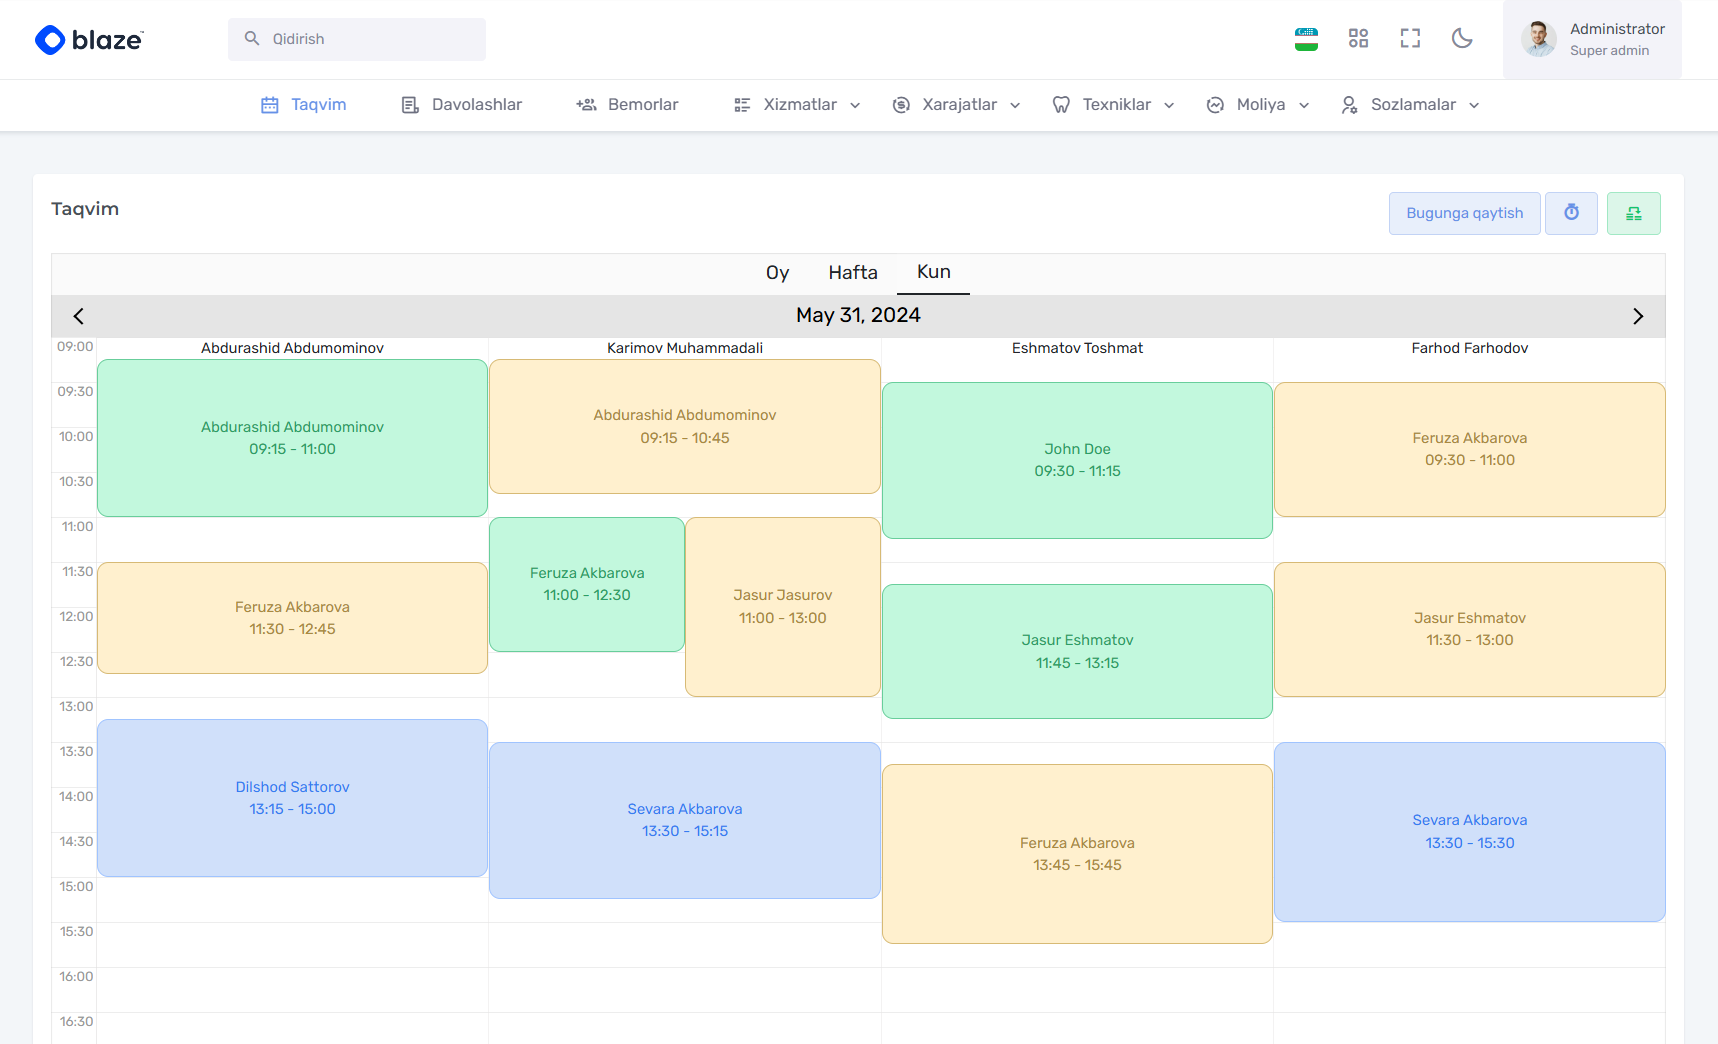 blaze™
Qidirish
Administrator
Super admin
Taqvim
Davolashlar
Bemorlar
Xizmatlar
Xarajatlar
Texniklar
Moliya
Sozlamalar
Taqvim
Bugunga qaytish
Oy
Hafta
Kun
May 31, 2024
Abdurashid Abdumominov
Karimov Muhammadali
Eshmatov Toshmat
Farhod Farhodov
09:00
09:30
10:00
10:30
11:00
11:30
12:00
12:30
13:00
13:30
14:00
14:30
15:00
15:30
16:00
16:30
Abdurashid Abdumominov
09:15 - 11:00
Feruza Akbarova
11:30 - 12:45
Dilshod Sattorov
13:15 - 15:00
Abdurashid Abdumominov
09:15 - 10:45
Feruza Akbarova
11:00 - 12:30
Jasur Jasurov
11:00 - 13:00
Sevara Akbarova
13:30 - 15:15
John Doe
09:30 - 11:15
Jasur Eshmatov
11:45 - 13:15
Feruza Akbarova
13:45 - 15:45
Feruza Akbarova
09:30 - 11:00
Jasur Eshmatov
11:30 - 13:00
Sevara Akbarova
13:30 - 15:30